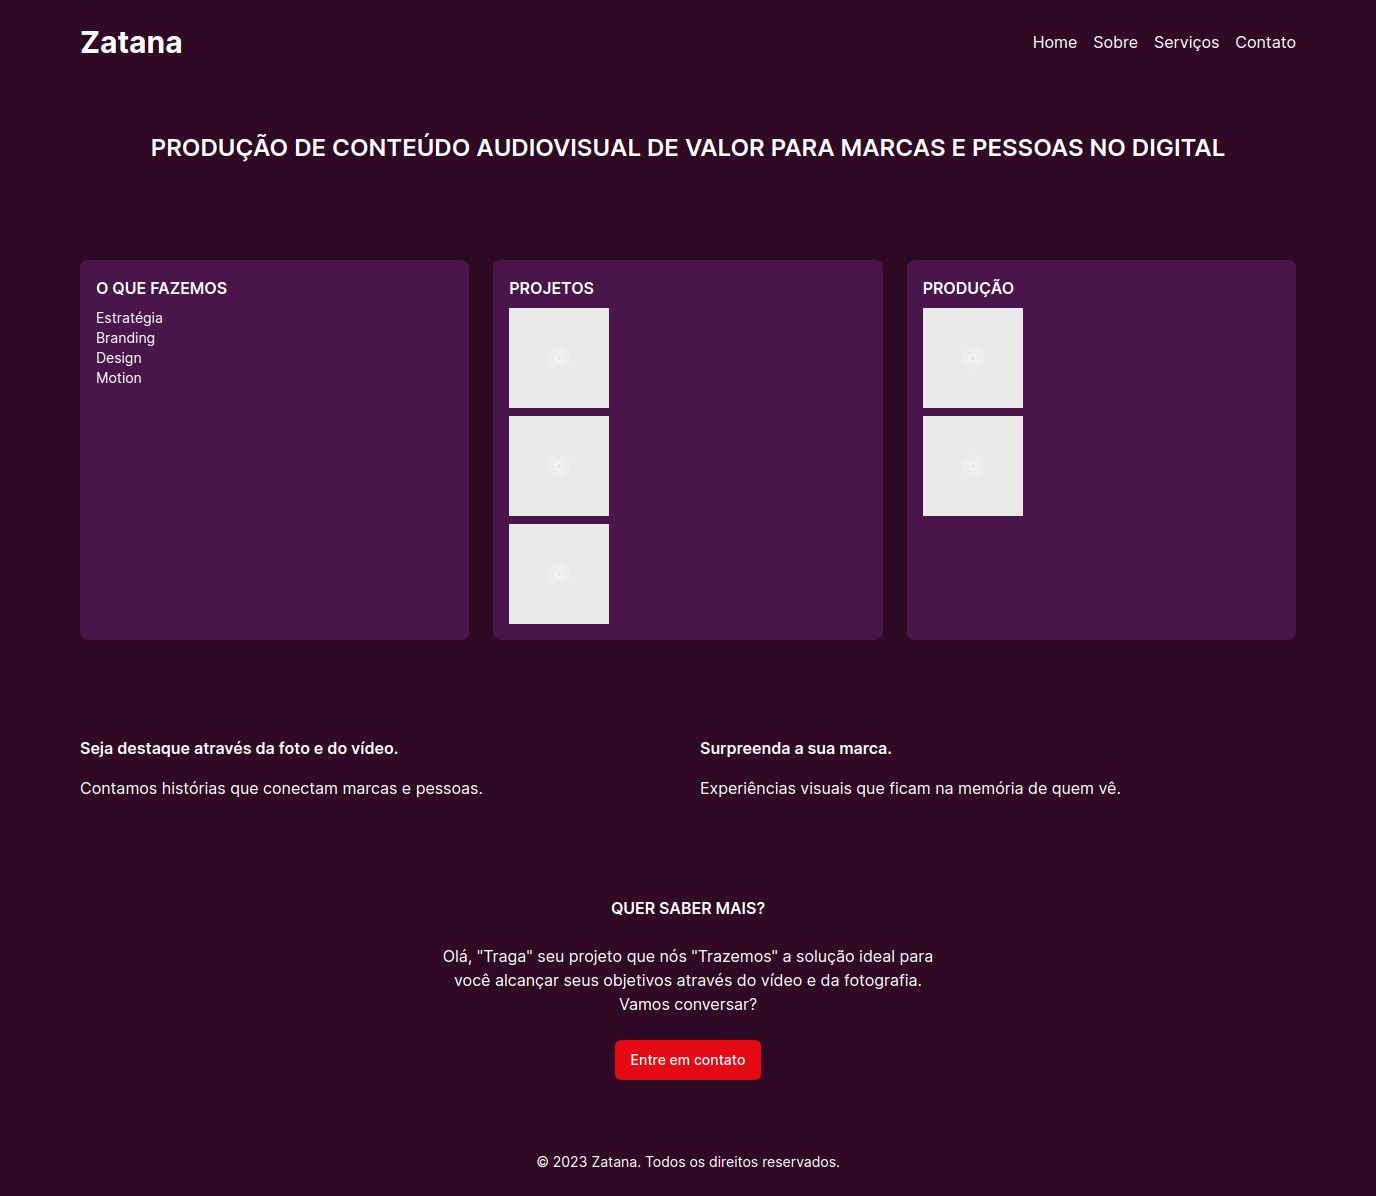 Zatana
Home Sobre Serviços Contato
PRODUÇÃO DE CONTEÚDO AUDIOVISUAL DE VALOR PARA MARCAS E PESSOAS NO DIGITAL
O QUE FAZEMOS
Estratégia
Branding
Design
Motion
PROJETOS
PRODUÇÃO
Seja destaque através da foto e do vídeo.
Contamos histórias que conectam marcas e pessoas.
Surpreenda a sua marca.
Experiências visuais que ficam na memória de quem vê.
QUER SABER MAIS?
Olá, "Traga" seu projeto que nós "Trazemos" a solução ideal para
você alcançar seus objetivos através do vídeo e da fotografia.
Vamos conversar?
Entre em contato
© 2023 Zatana. Todos os direitos reservados.